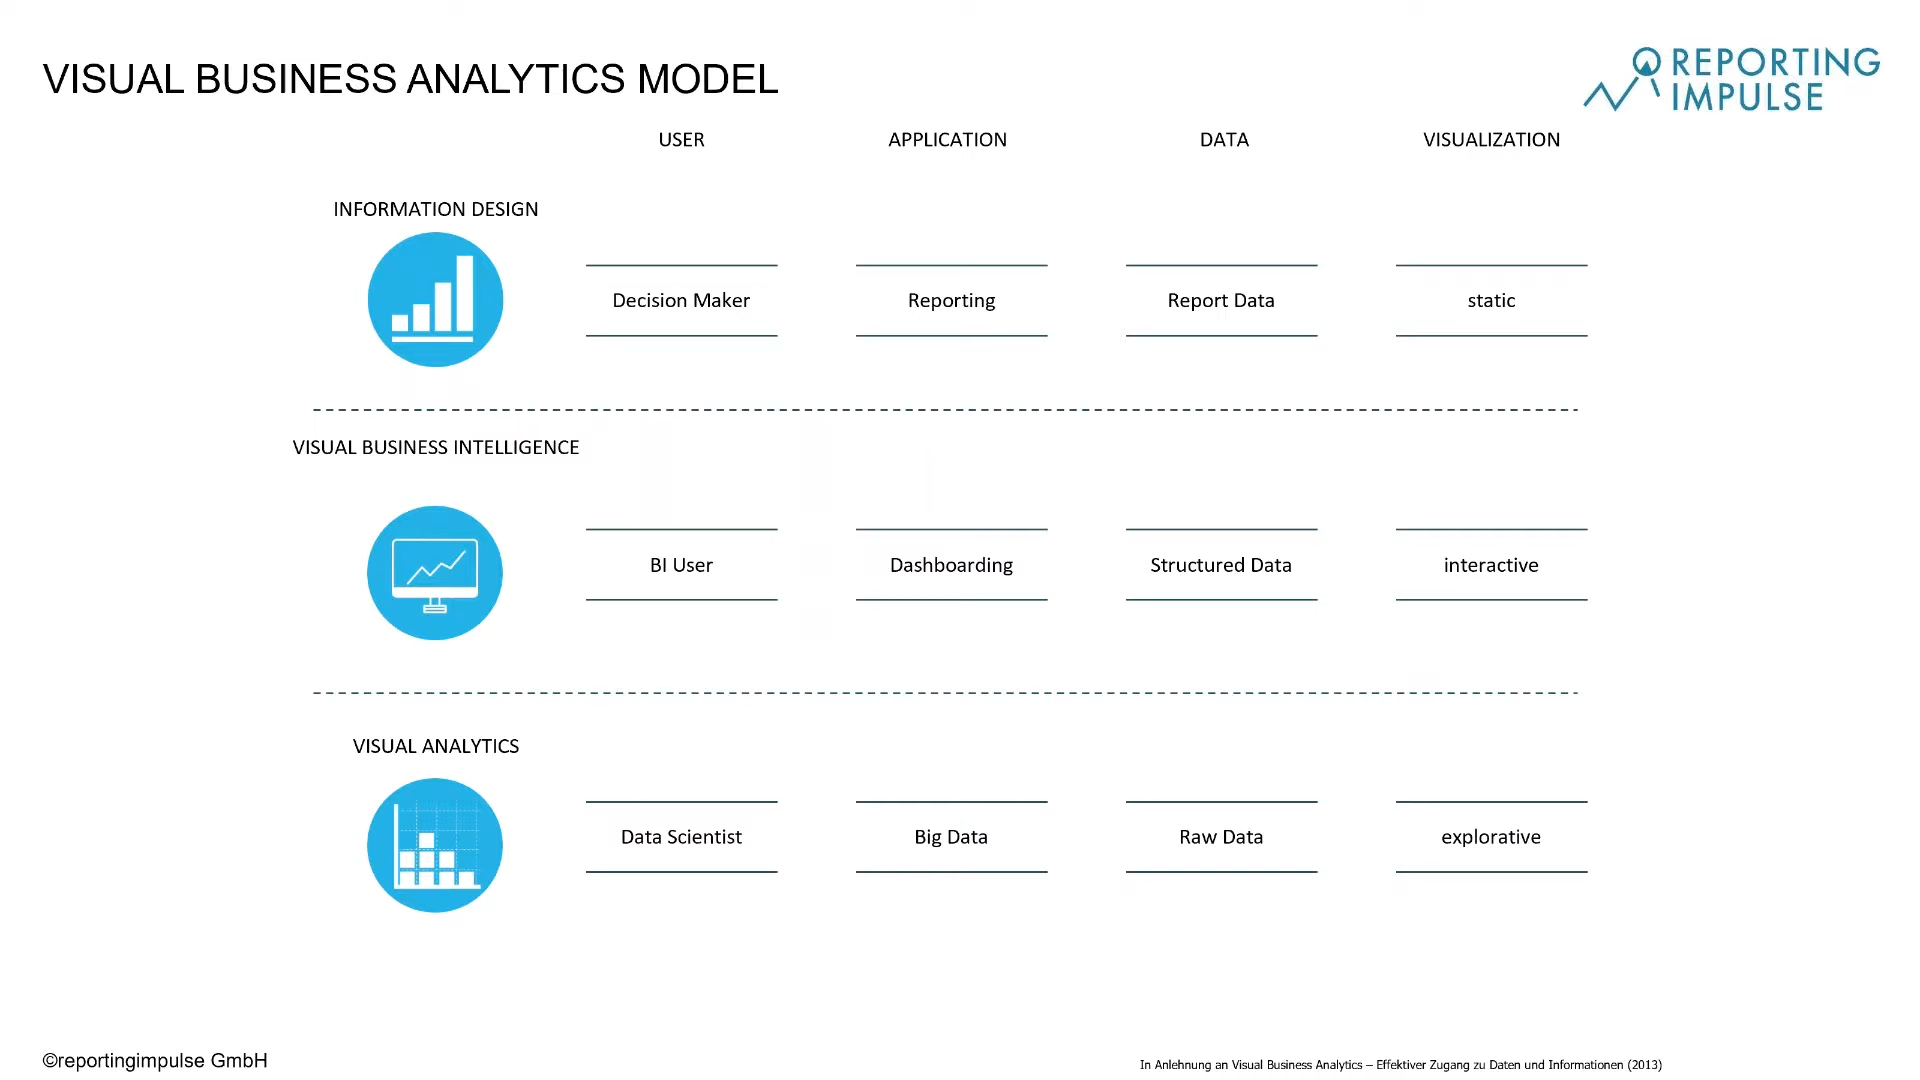 VISUAL BUSINESS ANALYTICS MODEL
REPORTING
IMPULSE
USER APPLICATION DATA VISUALIZATION
INFORMATION DESIGN
Decision Maker Reporting Report Data static
VISUAL BUSINESS INTELLIGENCE
BI User Dashboarding Structured Data interactive
VISUAL ANALYTICS
Data Scientist Big Data Raw Data explorative
©reportingimpulse GmbH
In Anlehnung an Visual Business Analytics – Effektiver Zugang zu Daten und Informationen (2013)